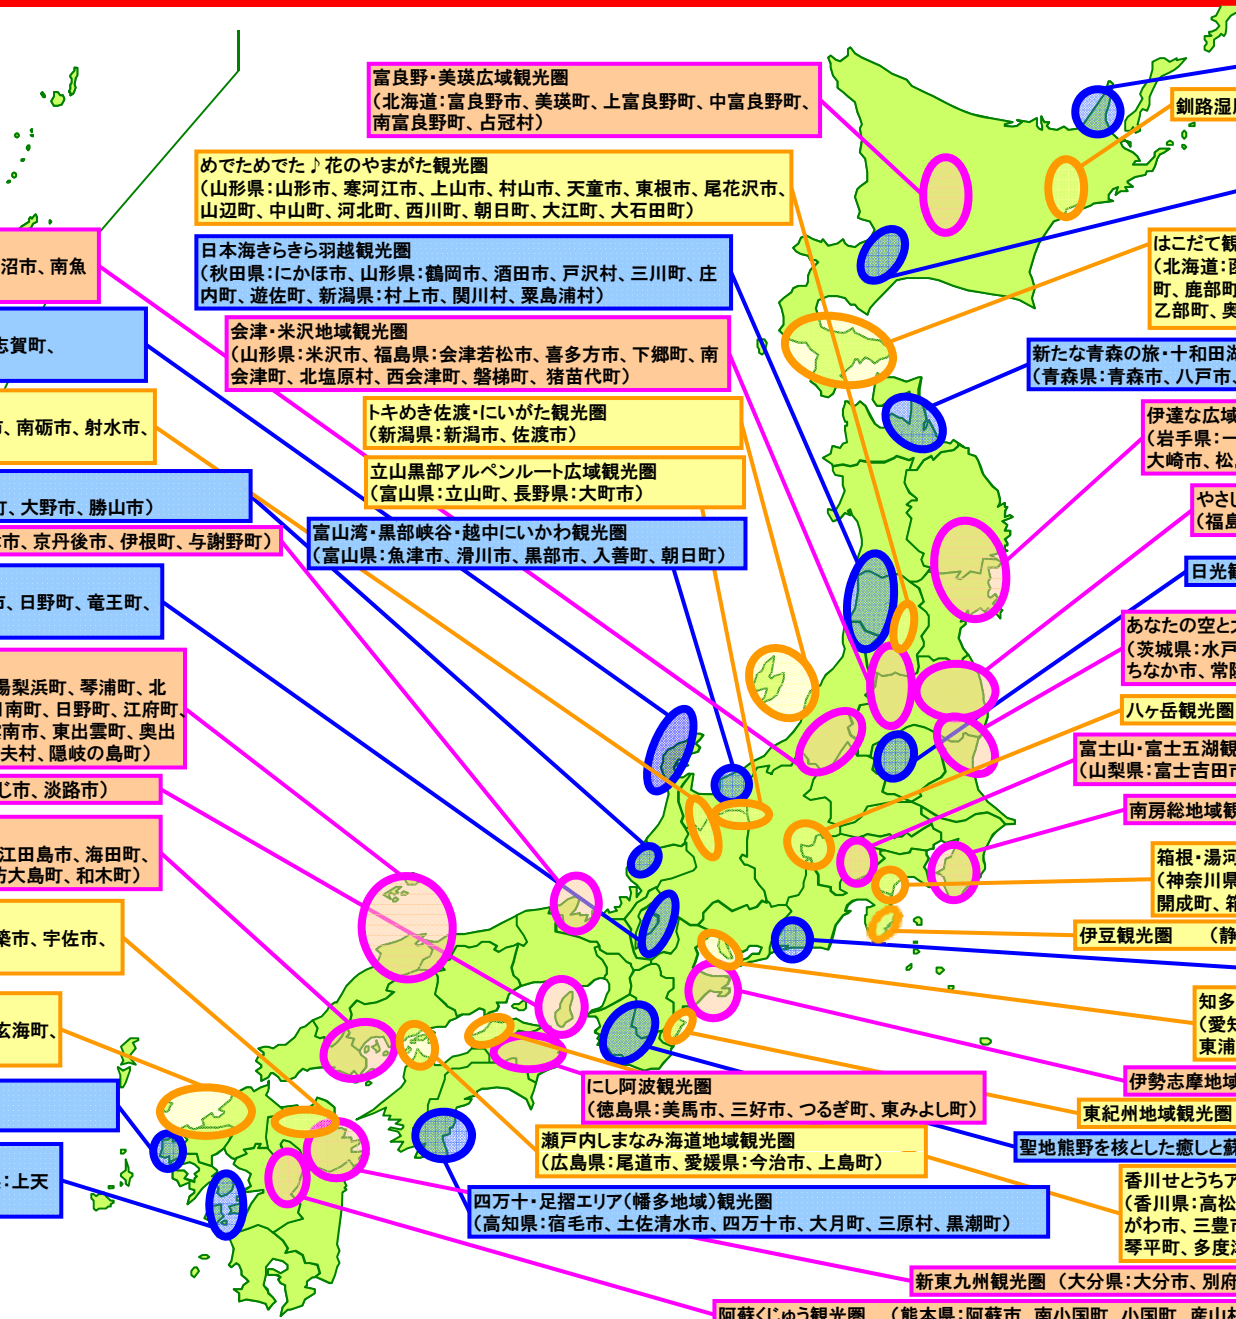 富良野・美瑛広域観光圏
（北海道：富良野市、美瑛町、上富良野町、中富良野町、
南富良野町、占冠村）
釧路湿原
めでためでた♪花のやまがた観光圏
（山形県：山形市、寒河江市、上山市、村山市、天童市、東根市、尾花沢市、
山辺町、中山町、河北町、西川町、朝日町、大江町、大石田町）
日本海きらきら羽越観光圏
（秋田県：にかほ市、山形県：鶴岡市、酒田市、戸沢村、三川町、庄
内町、遊佐町、新潟県：村上市、関川村、粟島浦村）
はこだて観
（北海道：函
町、鹿部町
乙部町、奥
沼市、南魚
会津・米沢地域観光圏
（山形県：米沢市、福島県：会津若松市、喜多方市、下郷町、南
会津町、北塩原村、西会津町、磐梯町、猪苗代町）
志賀町、
新たな青森の旅・十和田湖
（青森県：青森市、八戸市、
トキめき佐渡・にいがた観光圏
（新潟県：新潟市、佐渡市）
伊達な広域
（岩手県：一
大崎市、松
市、南砺市、射水市、
立山黒部アルペンルート広域観光圏
（富山県：立山町、長野県：大町市）
町、大野市、勝山市）
やさし
（福島
富山湾・黒部峡谷・越中にいかわ観光圏
（富山県：魚津市、滑川市、黒部市、入善町、朝日町）
市、京丹後市、伊根町、与謝野町）
日光観
市、日野町、竜王町、
あなたの空と大
（茨城県：水戸
ちなか市、常陸
湯梨浜町、琴浦町、北
日南町、日野町、江府町、
雲南市、東出雲町、奥出
夫村、隠岐の島町）
八ヶ岳観光圏
富士山・富士五湖観
（山梨県：富士吉田市
じ市、淡路市）
南房総地域観
江田島市、海田町、
防大島町、和木町）
箱根・湯河
（神奈川県
開成町、箱
築市、宇佐市、
伊豆観光圏　（静
玄海町、
知多
（愛知
東浦
伊勢志摩地域
にし阿波観光圏
（徳島県：美馬市、三好市、つるぎ町、東みよし町）
東紀州地域観光圏
瀬戸内しまなみ海道地域観光圏
（広島県：尾道市、愛媛県：今治市、上島町）
聖地熊野を核とした癒しと蘇
：上天
香川せとうちア
（香川県：高松
がわ市、三豊市
琴平町、多度津
四万十・足摺エリア（幡多地域）観光圏
（高知県：宿毛市、土佐清水市、四万十市、大月町、三原村、黒潮町）
新東九州観光圏　（大分県：大分市、別府
阿蘇くじゅう観光圏　（熊本県：阿蘇市、南小国町、小国町、産山村